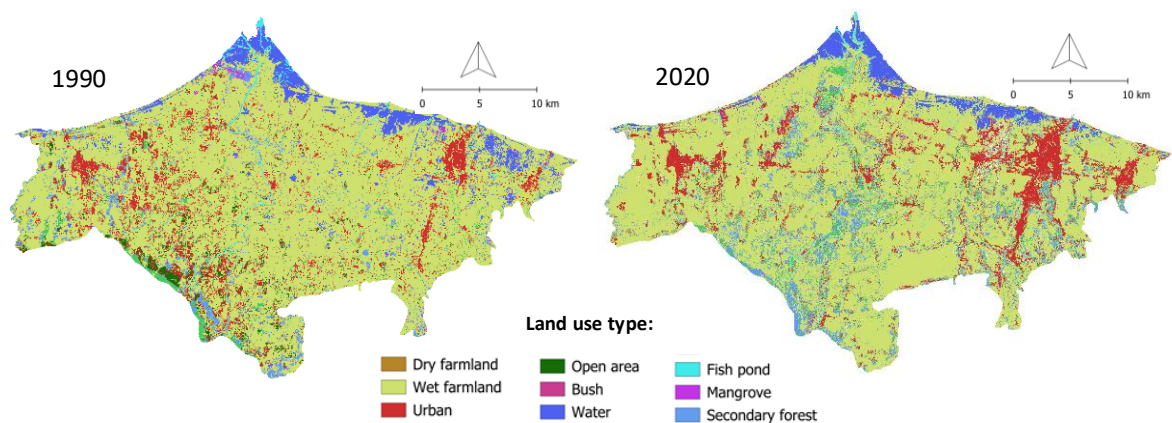 1990
0 5 10 km
2020
0 5 10 km
Land use type:
Dry farmland
Wet farmland
Urban
Open area
Bush
Water
Fish pond
Mangrove
Secondary forest